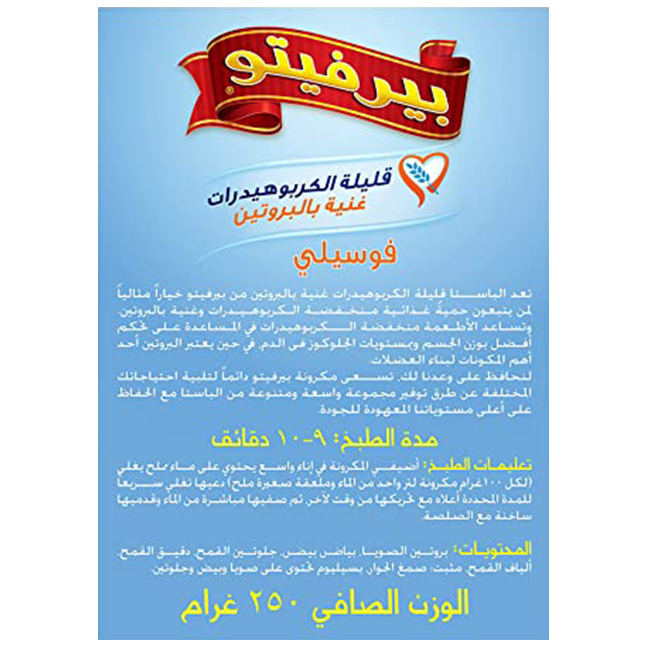 بيرفيتو
®
قليلة الكربوهيدرات
غنية بالبروتين
فوسيلي
تعد الباستا قليلة الكربوهيدرات غنية بالبروتين من بيرفيتو خياراً مثالياً
لمن يتبعون حمية غذائية منخفضة الكربوهيدرات وغنية بالبروتين.
وتساعد الأطعمة منخفضة الكربوهيدرات في المساعدة على تحكم
أفضل بوزن الجسم ومستويات الجلوكوز في الدم، في حين يعتبر البروتين أحد
أهم المكونات لبناء العضلات.
لنحافظ على وعدنا لك، تسعى مكرونة بيرفيتو دائماً لتلبية احتياجاتك
المختلفة عن طرق توفير مجموعة واسعة ومتنوعة من الباستا مع الحفاظ
على أعلى مستوياتنا المعهودة للجودة.
مدة الطبخ: ٩-١٠ دقائق
تعليمات الطبخ: أضيفي المكرونة في إناء واسع يحتوي على ماء مملح يغلي
(لكل ١٠٠غرام مكرونة لتر واحد من الماء وملعقة صغيرة ملح) دعيها تغلي سريعاً
للمدة المحددة أعلاه مع تحريكها من وقت لآخر. ثم صفيها مباشرة من الماء وقدميها
ساخنة مع الصلصة.
المحتويات: بروتين الصويا، بياض بيض، جلوتين القمح، دقيق القمح،
ألياف القمح، مثبت: صمغ الجوار، بسيليوم تحتوى على صويا وبيض وجلوتين.
الوزن الصافي ٢٥٠ غرام